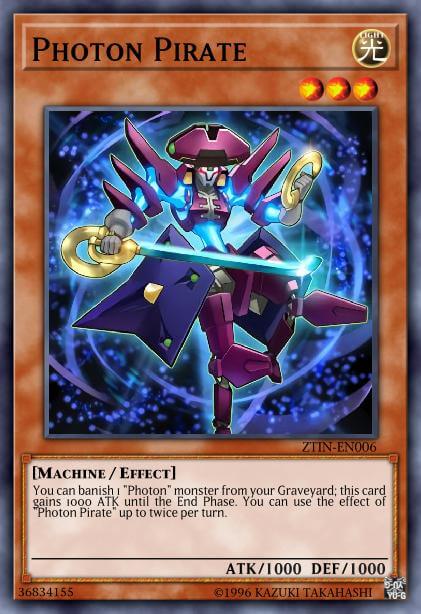 PHOTON PIRATE
LIGHT
光
ZTIN-EN006
[MACHINE / EFFECT]
You can banish 1 "Photon" monster from your Graveyard; this card
gains 1000 ATK until the End Phase. You can use the effect of
"Photon Pirate" up to twice per turn.
ATK/1000 DEF/1000
36834155
©1996 KAZUKI TAKAHASHI